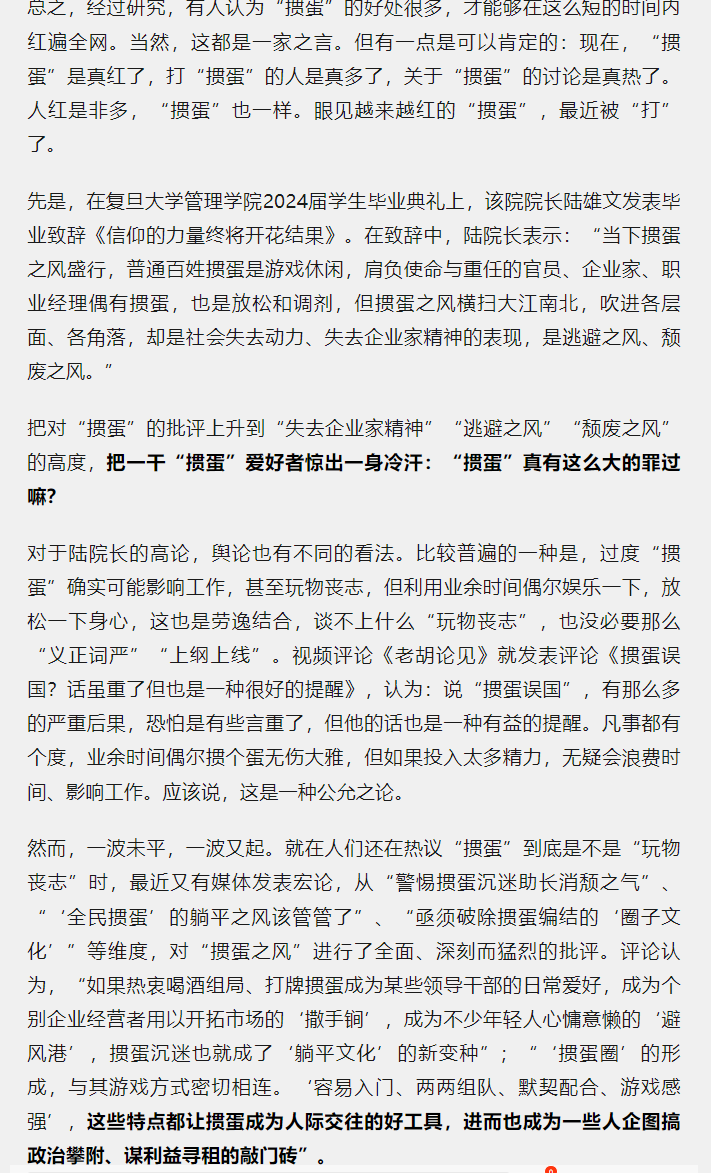 总之，经过研究，有人认为“掼蛋”的好处很多，才能够在这么短的时间内
红遍全网。当然，这都是一家之言。但有一点是可以肯定的：现在，“掼
蛋”是真红了，打“掼蛋”的人是真多了，关于“掼蛋”的讨论是真热了。
人红是非多，“掼蛋”也一样。眼见越来越红的“掼蛋”，最近被“打”
了。
先是，在复旦大学管理学院2024届学生毕业典礼上，该院院长陆雄文发表毕
业致辞《信仰的力量终将开花结果》。在致辞中，陆院长表示：“当下掼蛋
之风盛行，普通百姓掼蛋是游戏休闲，肩负使命与重任的官员、企业家、职
业经理偶有掼蛋，也是放松和调剂，但掼蛋之风横扫大江南北，吹进各层
面、各角落，却是社会失去动力、失去企业家精神的表现，是逃避之风、颓
废之风。”
把对“掼蛋”的批评上升到“失去企业家精神”“逃避之风”“颓废之风”
的高度，把一干“掼蛋”爱好者惊出一身冷汗：“掼蛋”真有这么大的罪过
嘛？
对于陆院长的高论，舆论也有不同的看法。比较普遍的一种是，过度“掼
蛋”确实可能影响工作，甚至玩物丧志，但利用业余时间偶尔娱乐一下，放
松一下身心，这也是劳逸结合，谈不上什么“玩物丧志”，也没必要那么
“义正词严”“上纲上线”。视频评论《老胡论见》就发表评论《掼蛋误
国？话虽重了但也是一种很好的提醒》，认为：说“掼蛋误国”，有那么多
的严重后果，恐怕是有些言重了，但他的话也是一种有益的提醒。凡事都有
个度，业余时间偶尔掼个蛋无伤大雅，但如果投入太多精力，无疑会浪费时
间、影响工作。应该说，这是一种公允之论。
然而，一波未平，一波又起。就在人们还在热议“掼蛋”到底是不是“玩物
丧志”时，最近又有媒体发表宏论，从“警惕掼蛋沉迷助长消颓之气”、
“‘全民掼蛋’的躺平之风该管管了”、“亟须破除掼蛋编结的‘圈子文
化’”等维度，对“掼蛋之风”进行了全面、深刻而猛烈的批评。评论认
为，“如果热衷喝酒组局、打牌掼蛋成为某些领导干部的日常爱好，成为个
别企业经营者用以开拓市场的‘撒手锏’，成为不少年轻人心慵意懒的‘避
风港’，掼蛋沉迷也就成了‘躺平文化’的新变种”；“‘掼蛋圈’的形
成，与其游戏方式密切相连。‘容易入门、两两组队、默契配合、游戏感
强’，这些特点都让掼蛋成为人际交往的好工具，进而也成为一些人企图搞
政治攀附、谋利益寻租的敲门砖”。